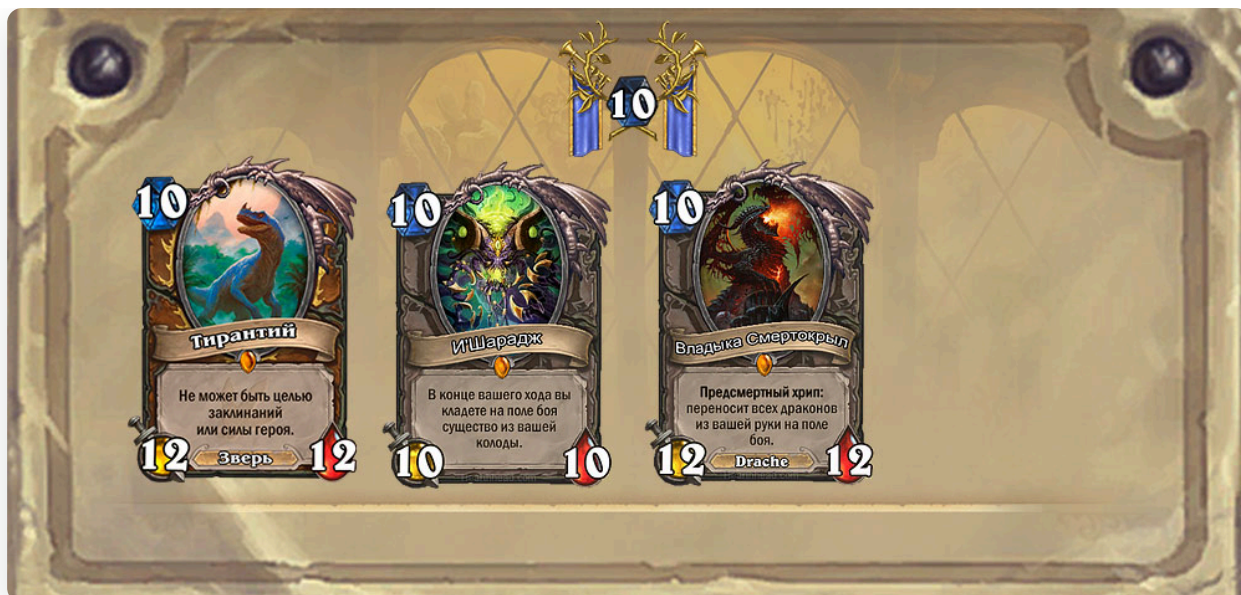 10
10
Тирантий
Не может быть целью
заклинаний
или силы героя.
12
Зверь
12
10
И'Шарадж
В конце вашего хода вы
кладете на поле боя
существо из вашей
колоды.
10
10
10
Владыка Смертокрыл
Предсмертный хрип:
переносит всех драконов
из вашей руки на поле
боя.
12
Drache
12